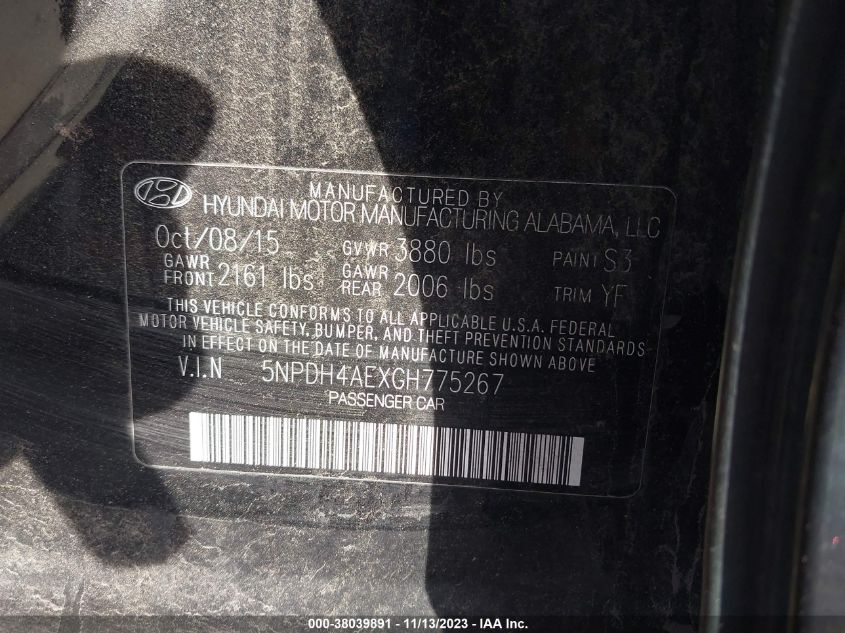 MANUFACTURED BY
HYUNDAI MOTOR MANUFACTURING ALABAMA, LLC
Oct/08/15 GVWR 3880 lbs PAINT S3
GAWR FRONT 2161 lbs GAWR REAR 2006 lbs TRIM YF
THIS VEHICLE CONFORMS TO ALL APPLICABLE U.S.A. FEDERAL
MOTOR VEHICLE SAFETY, BUMPER, AND THEFT PREVENTION STANDARDS
IN EFFECT ON THE DATE OF MANUFACTURE SHOWN ABOVE
V.I.N 5NPDH4AEXGH775267
PASSENGER CAR
000-38039891 - 11/13/2023 - IAA Inc.